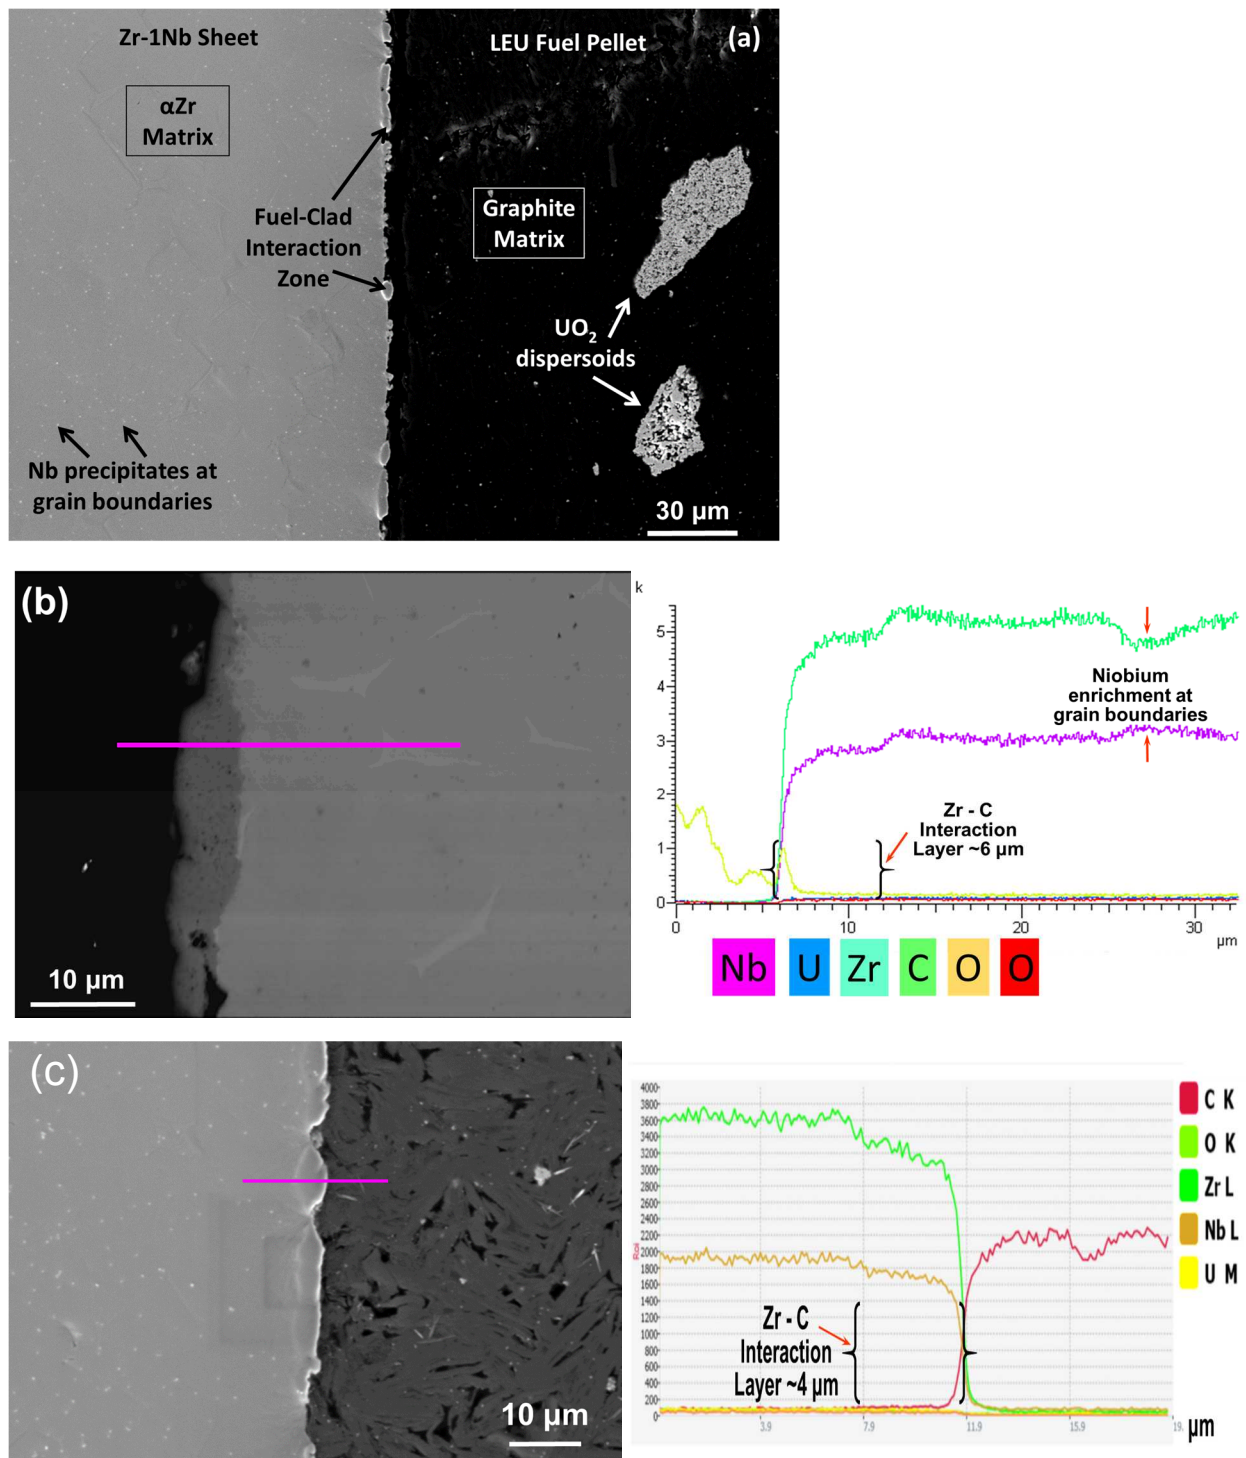 Zr-1Nb Sheet
LEU Fuel Pellet
(a)
αZr
Matrix
Fuel-Clad
Interaction
Zone
Graphite
Matrix
UO2
dispersoids
Nb precipitates at
grain boundaries
30 μm
(b)
10 μm
k
5
4
3
2
1
0
0
10
20
30
μm
Niobium
enrichment at
grain boundaries
Zr - C
Interaction
Layer ~6 μm
Nb U Zr C O O
(c)
10 μm
4000
3800
3600
3400
3200
3000
2800
2600
2400
2200
2000
1800
1600
1400
1200
1000
800
600
400
200
0
3.9
7.9
11.9
15.9
19.
μm
Zr - C
Interaction
Layer ~4 μm
C K
O K
Zr L
Nb L
U M